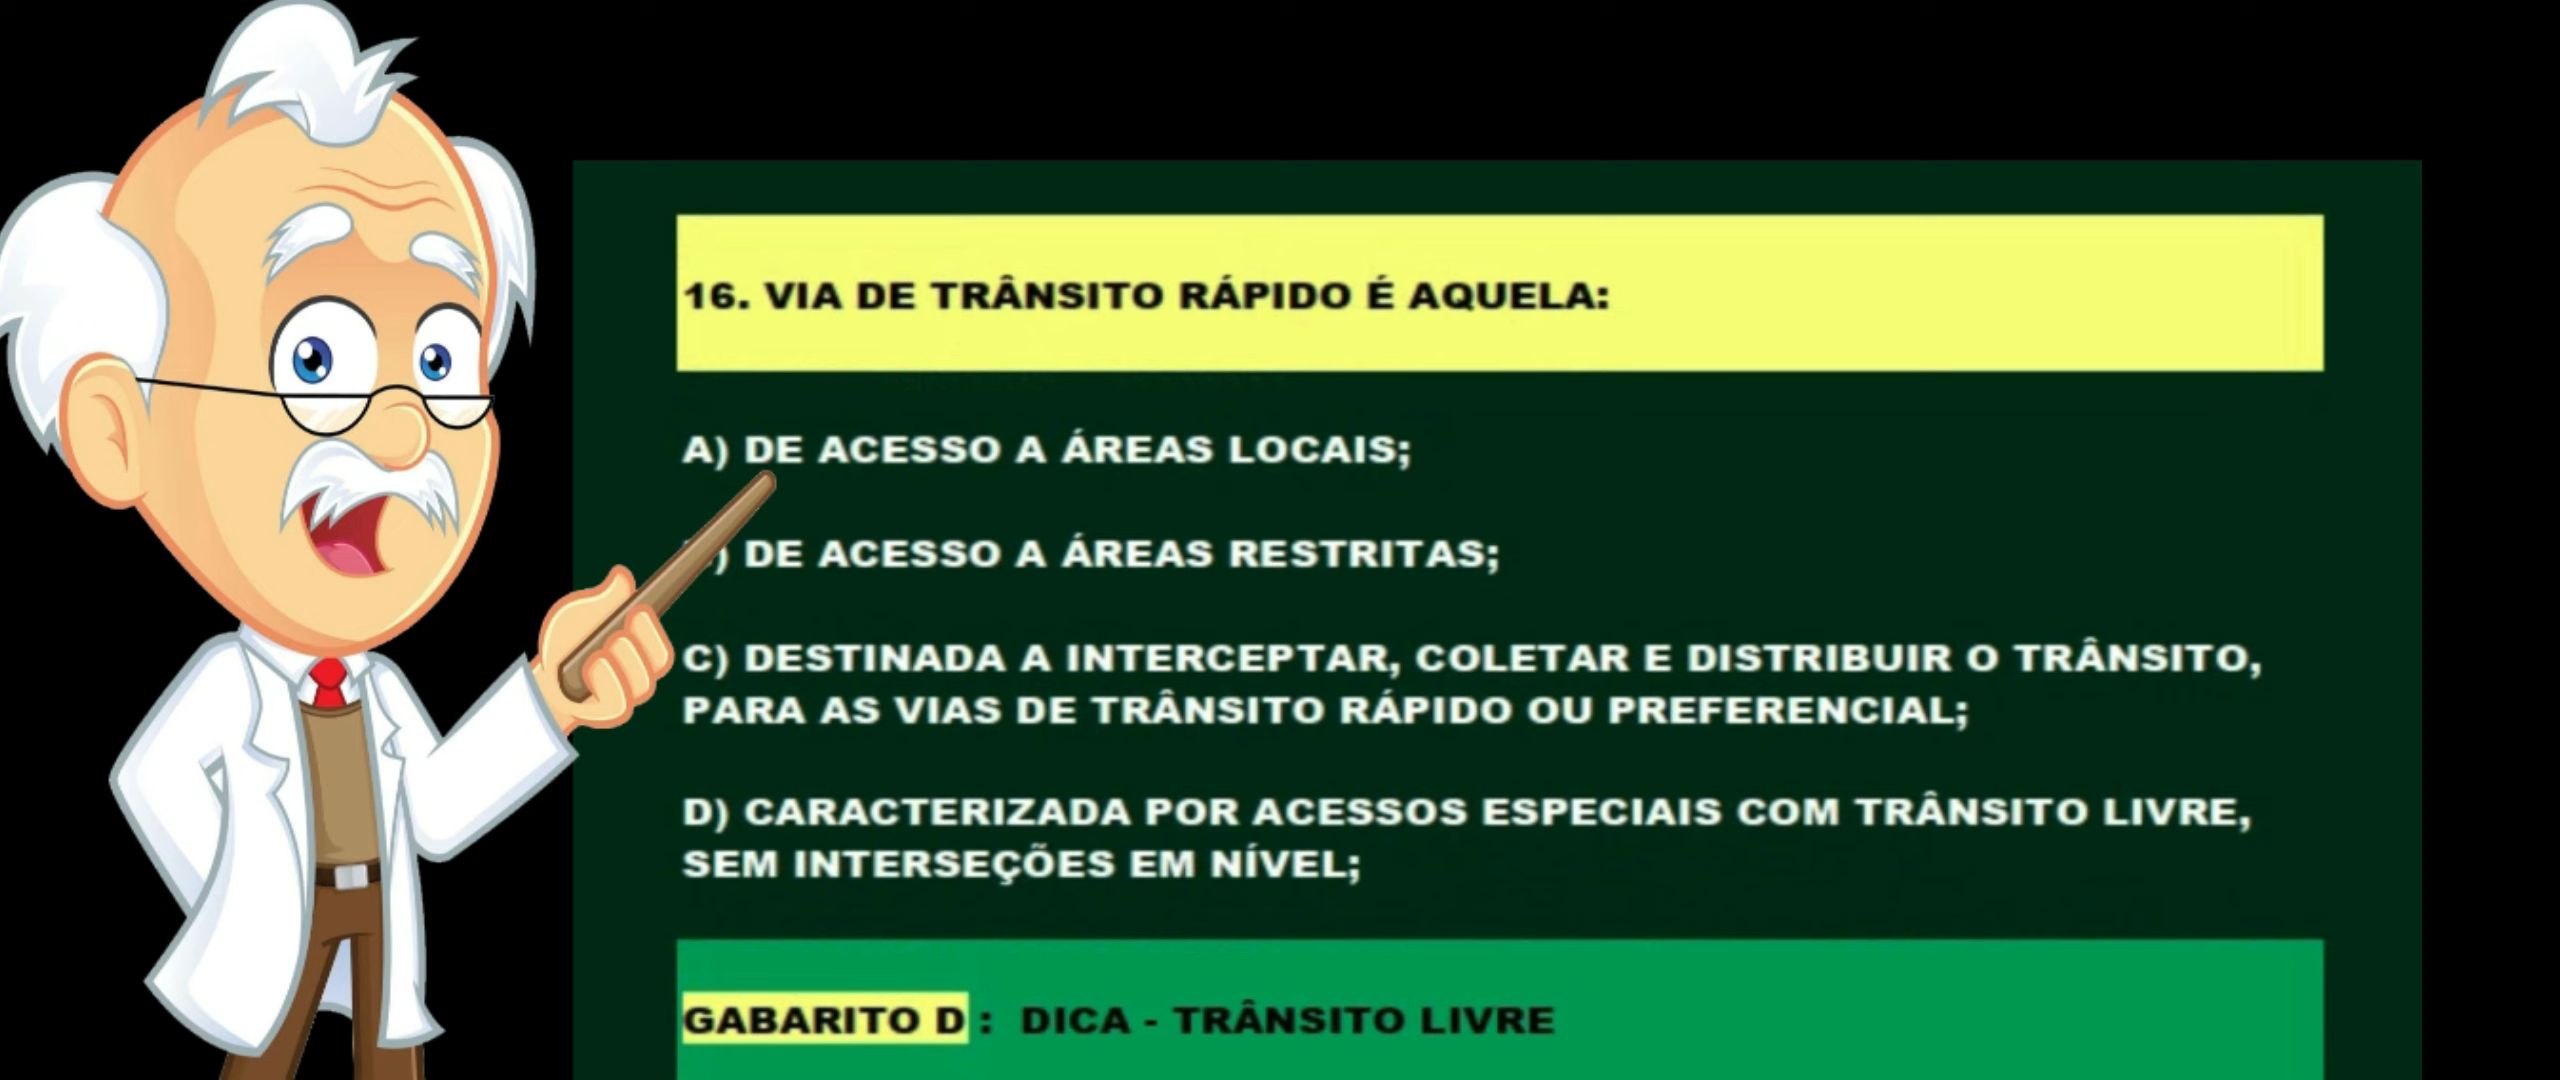 16. VIA DE TRÂNSITO RÁPIDO É AQUELA:
A) DE ACESSO A ÁREAS LOCAIS;
) DE ACESSO A ÁREAS RESTRITAS;
C) DESTINADA A INTERCEPTAR, COLETAR E DISTRIBUIR O TRÂNSITO,
PARA AS VIAS DE TRÂNSITO RÁPIDO OU PREFERENCIAL;
D) CARACTERIZADA POR ACESSOS ESPECIAIS COM TRÂNSITO LIVRE,
SEM INTERSEÇÕES EM NÍVEL;
GABARITO D : DICA - TRÂNSITO LIVRE